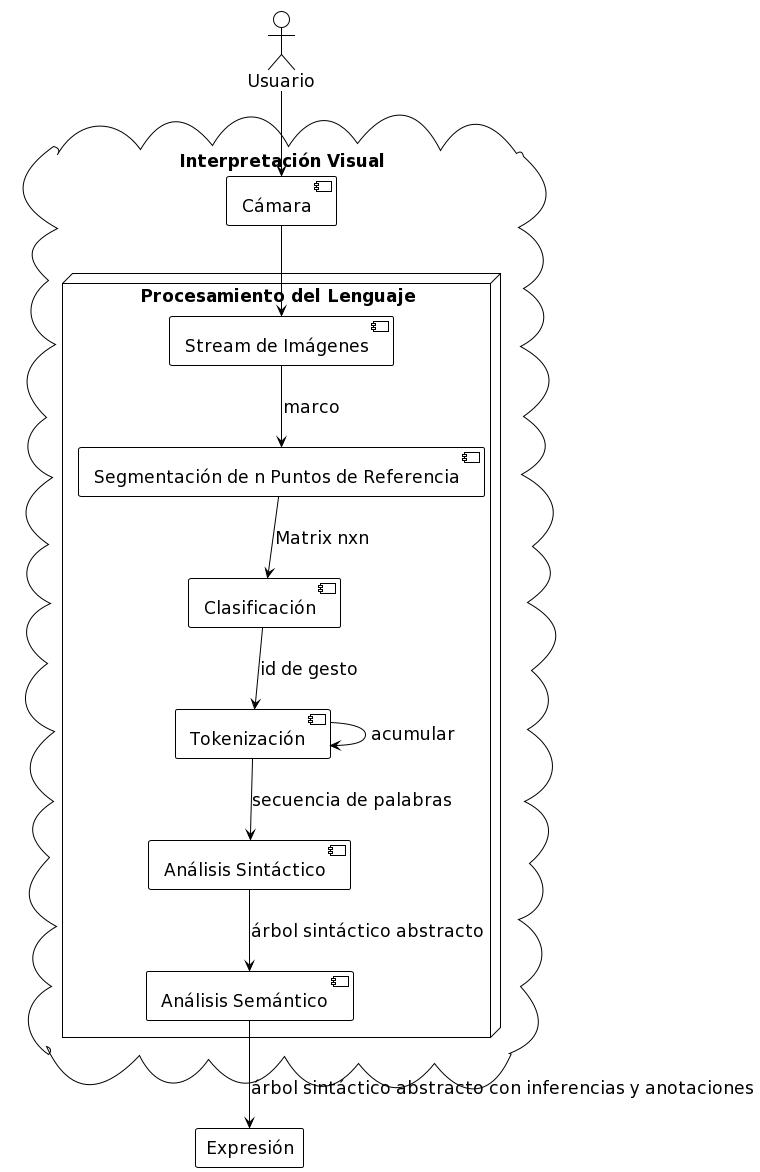 Usuario
Interpretación Visual
Cámara
Procesamiento del Lenguaje
Stream de Imágenes
marco
Segmentación de n Puntos de Referencia
Matrix nxn
Clasificación
id de gesto
Tokenización
acumular
secuencia de palabras
Análisis Sintáctico
árbol sintáctico abstracto
Análisis Semántico
árbol sintáctico abstracto con inferencias y anotaciones
Expresión